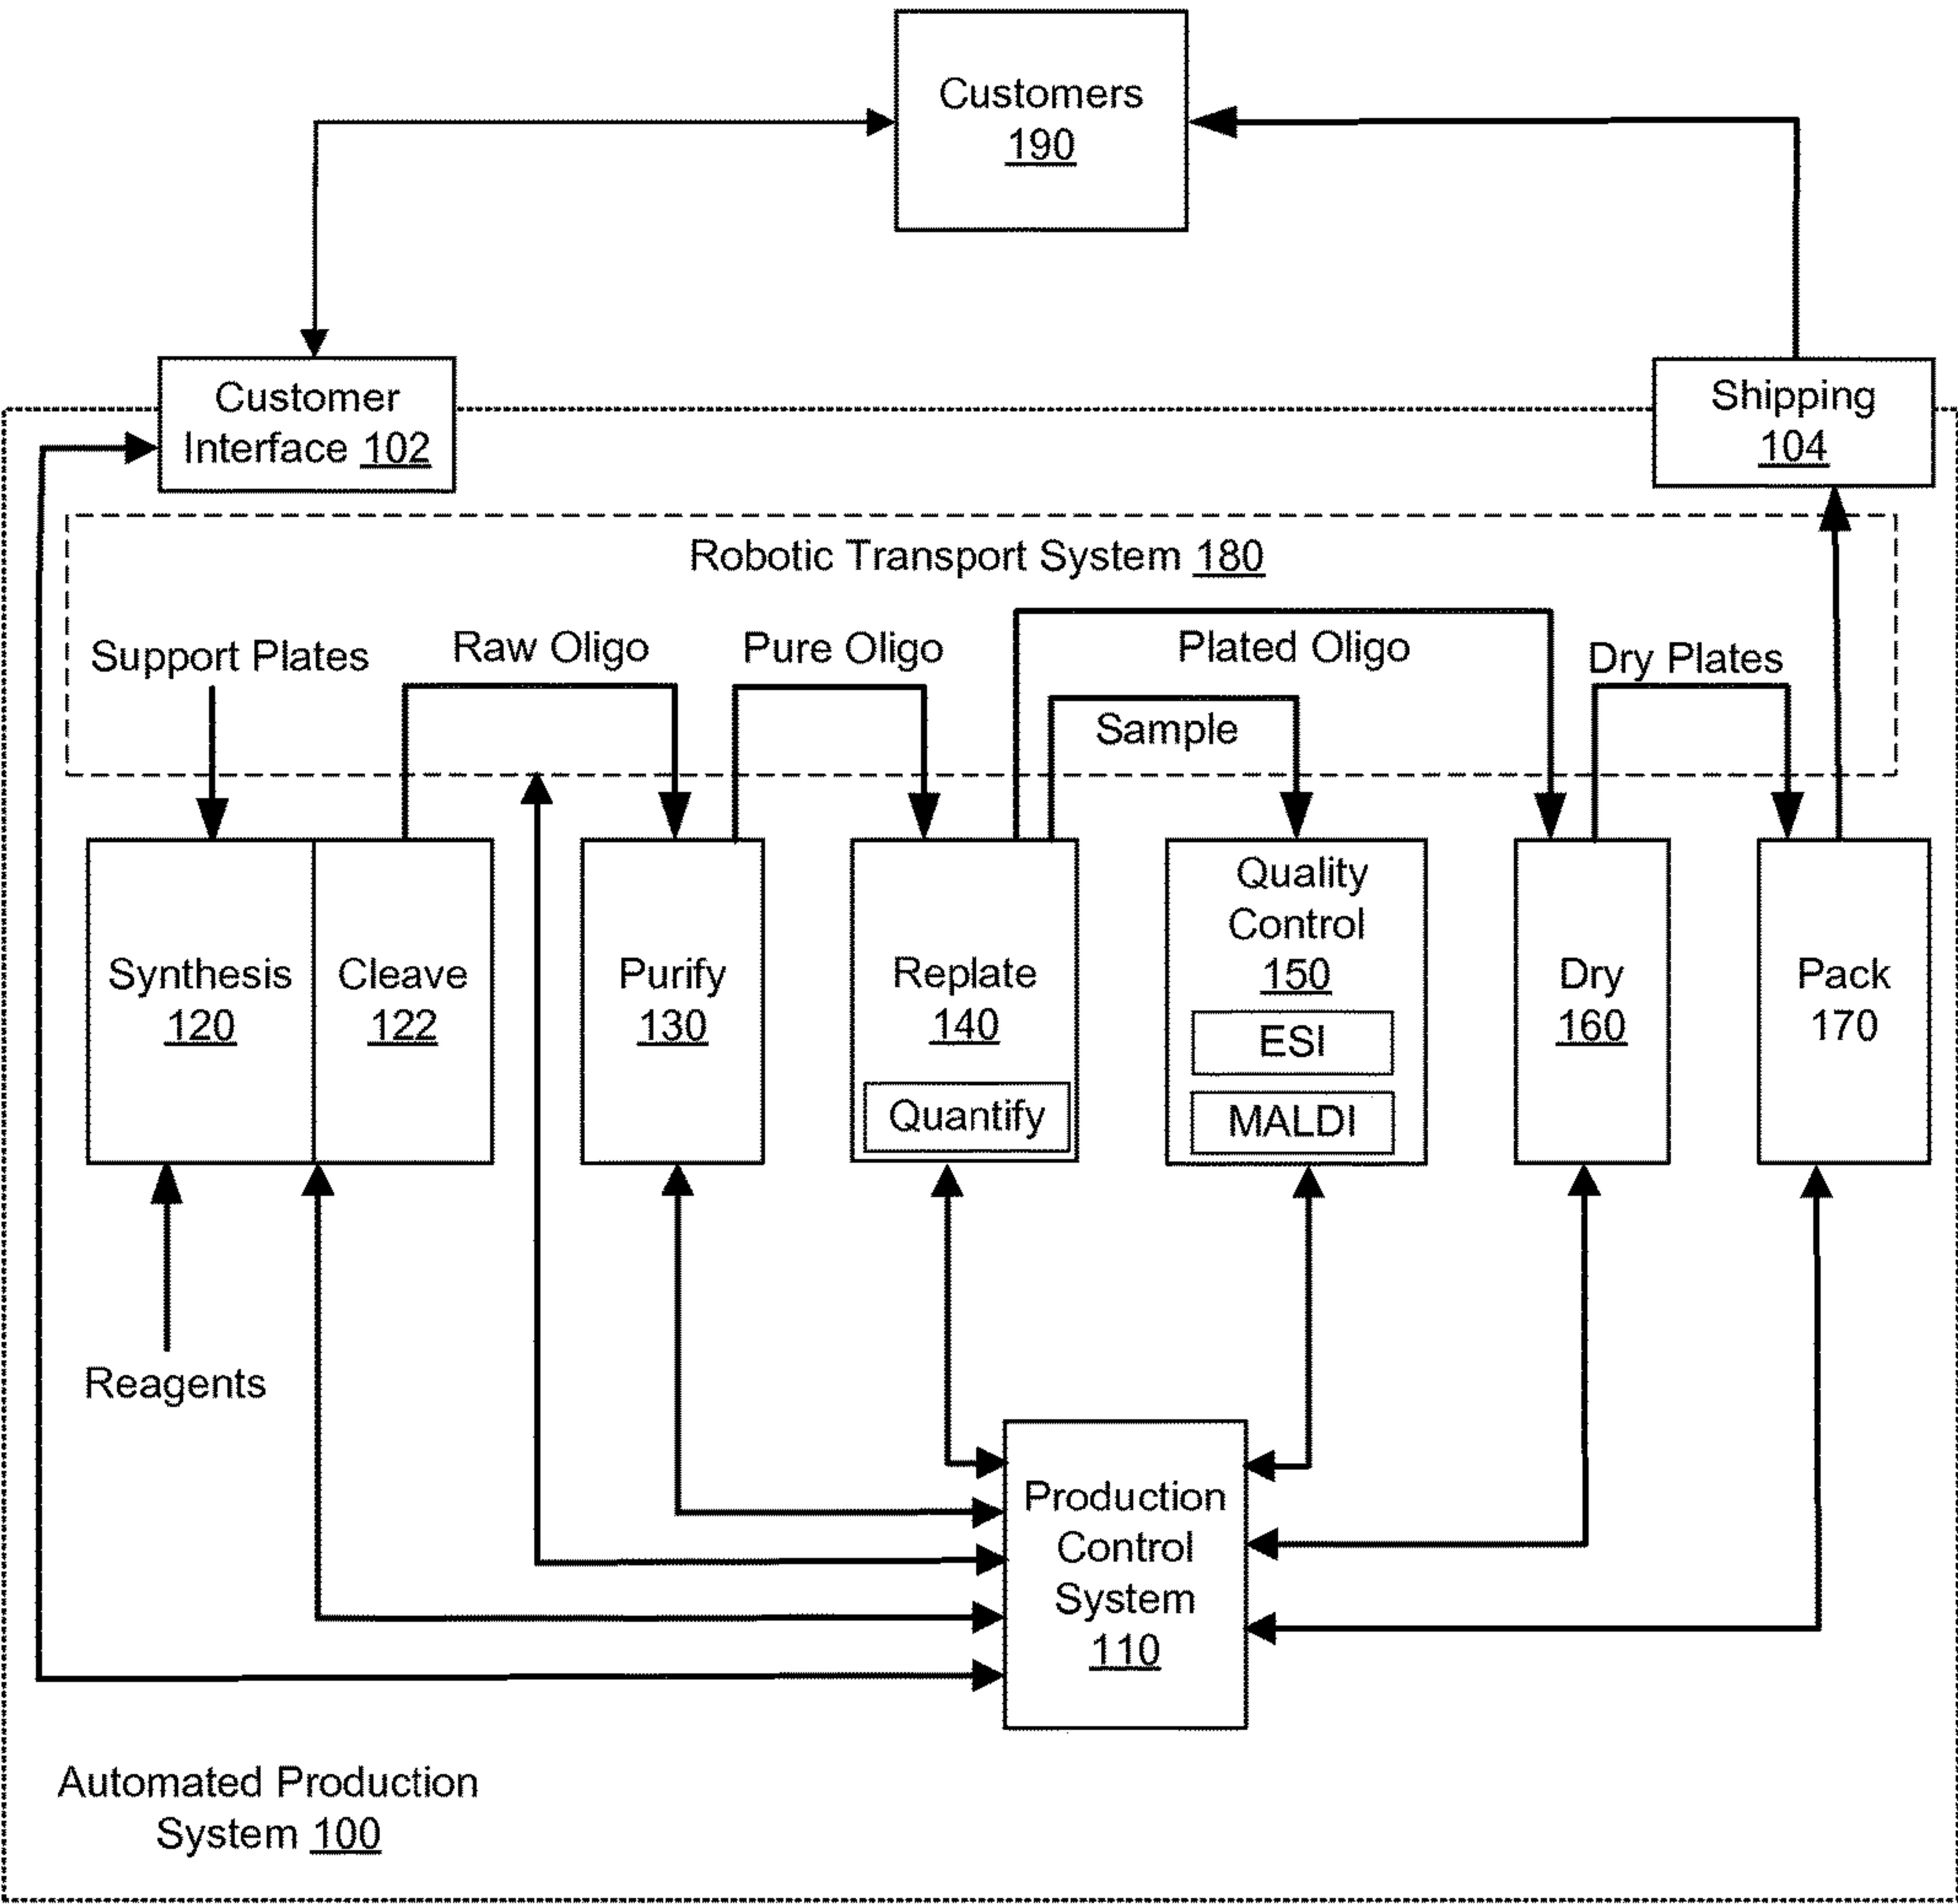 Customers
190
Customer
Interface 102
Shipping
104
Robotic Transport System 180
Support Plates
Raw Oligo
Pure Oligo
Plated Oligo
Dry Plates
Sample
Synthesis
120
Cleave
122
Purify
130
Replate
140
Quantify
Quality
Control
150
ESI
MALDI
Dry
160
Pack
170
Reagents
Production
Control
System
110
Automated Production
System 100